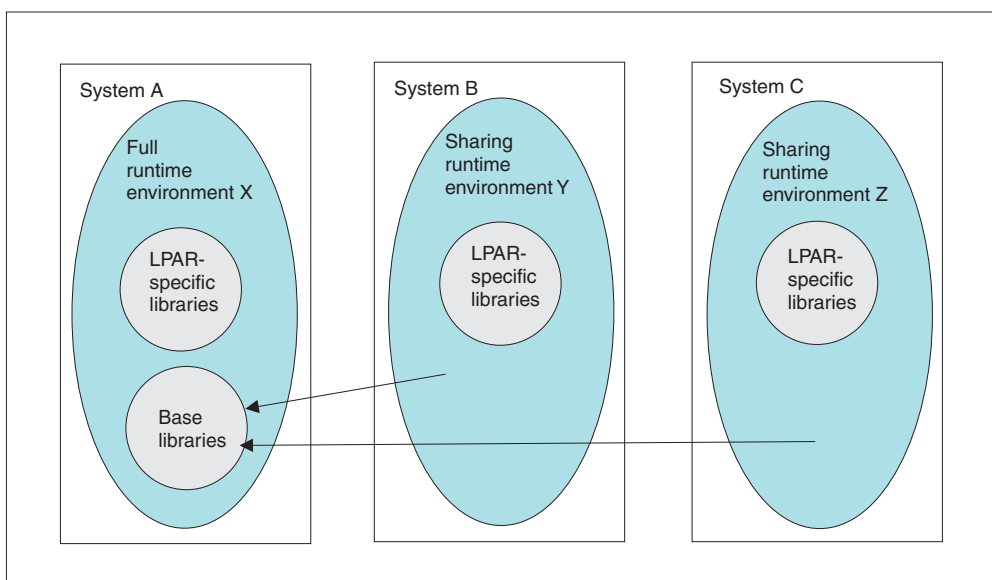 System A
Full
runtime
environment X
LPAR-
specific
libraries
Base
libraries
System B
Sharing
runtime
environment Y
LPAR-
specific
libraries
System C
Sharing
runtime
environment Z
LPAR-
specific
libraries